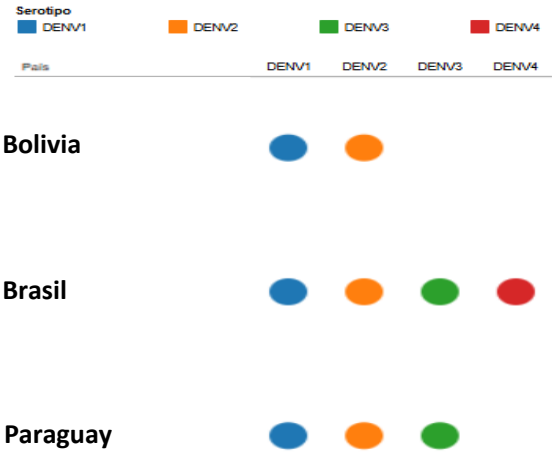 Serotipo
DENV1 DENV2 DENV3 DENV4
País DENV1 DENV2 DENV3 DENV4
Bolivia
Brasil
Paraguay